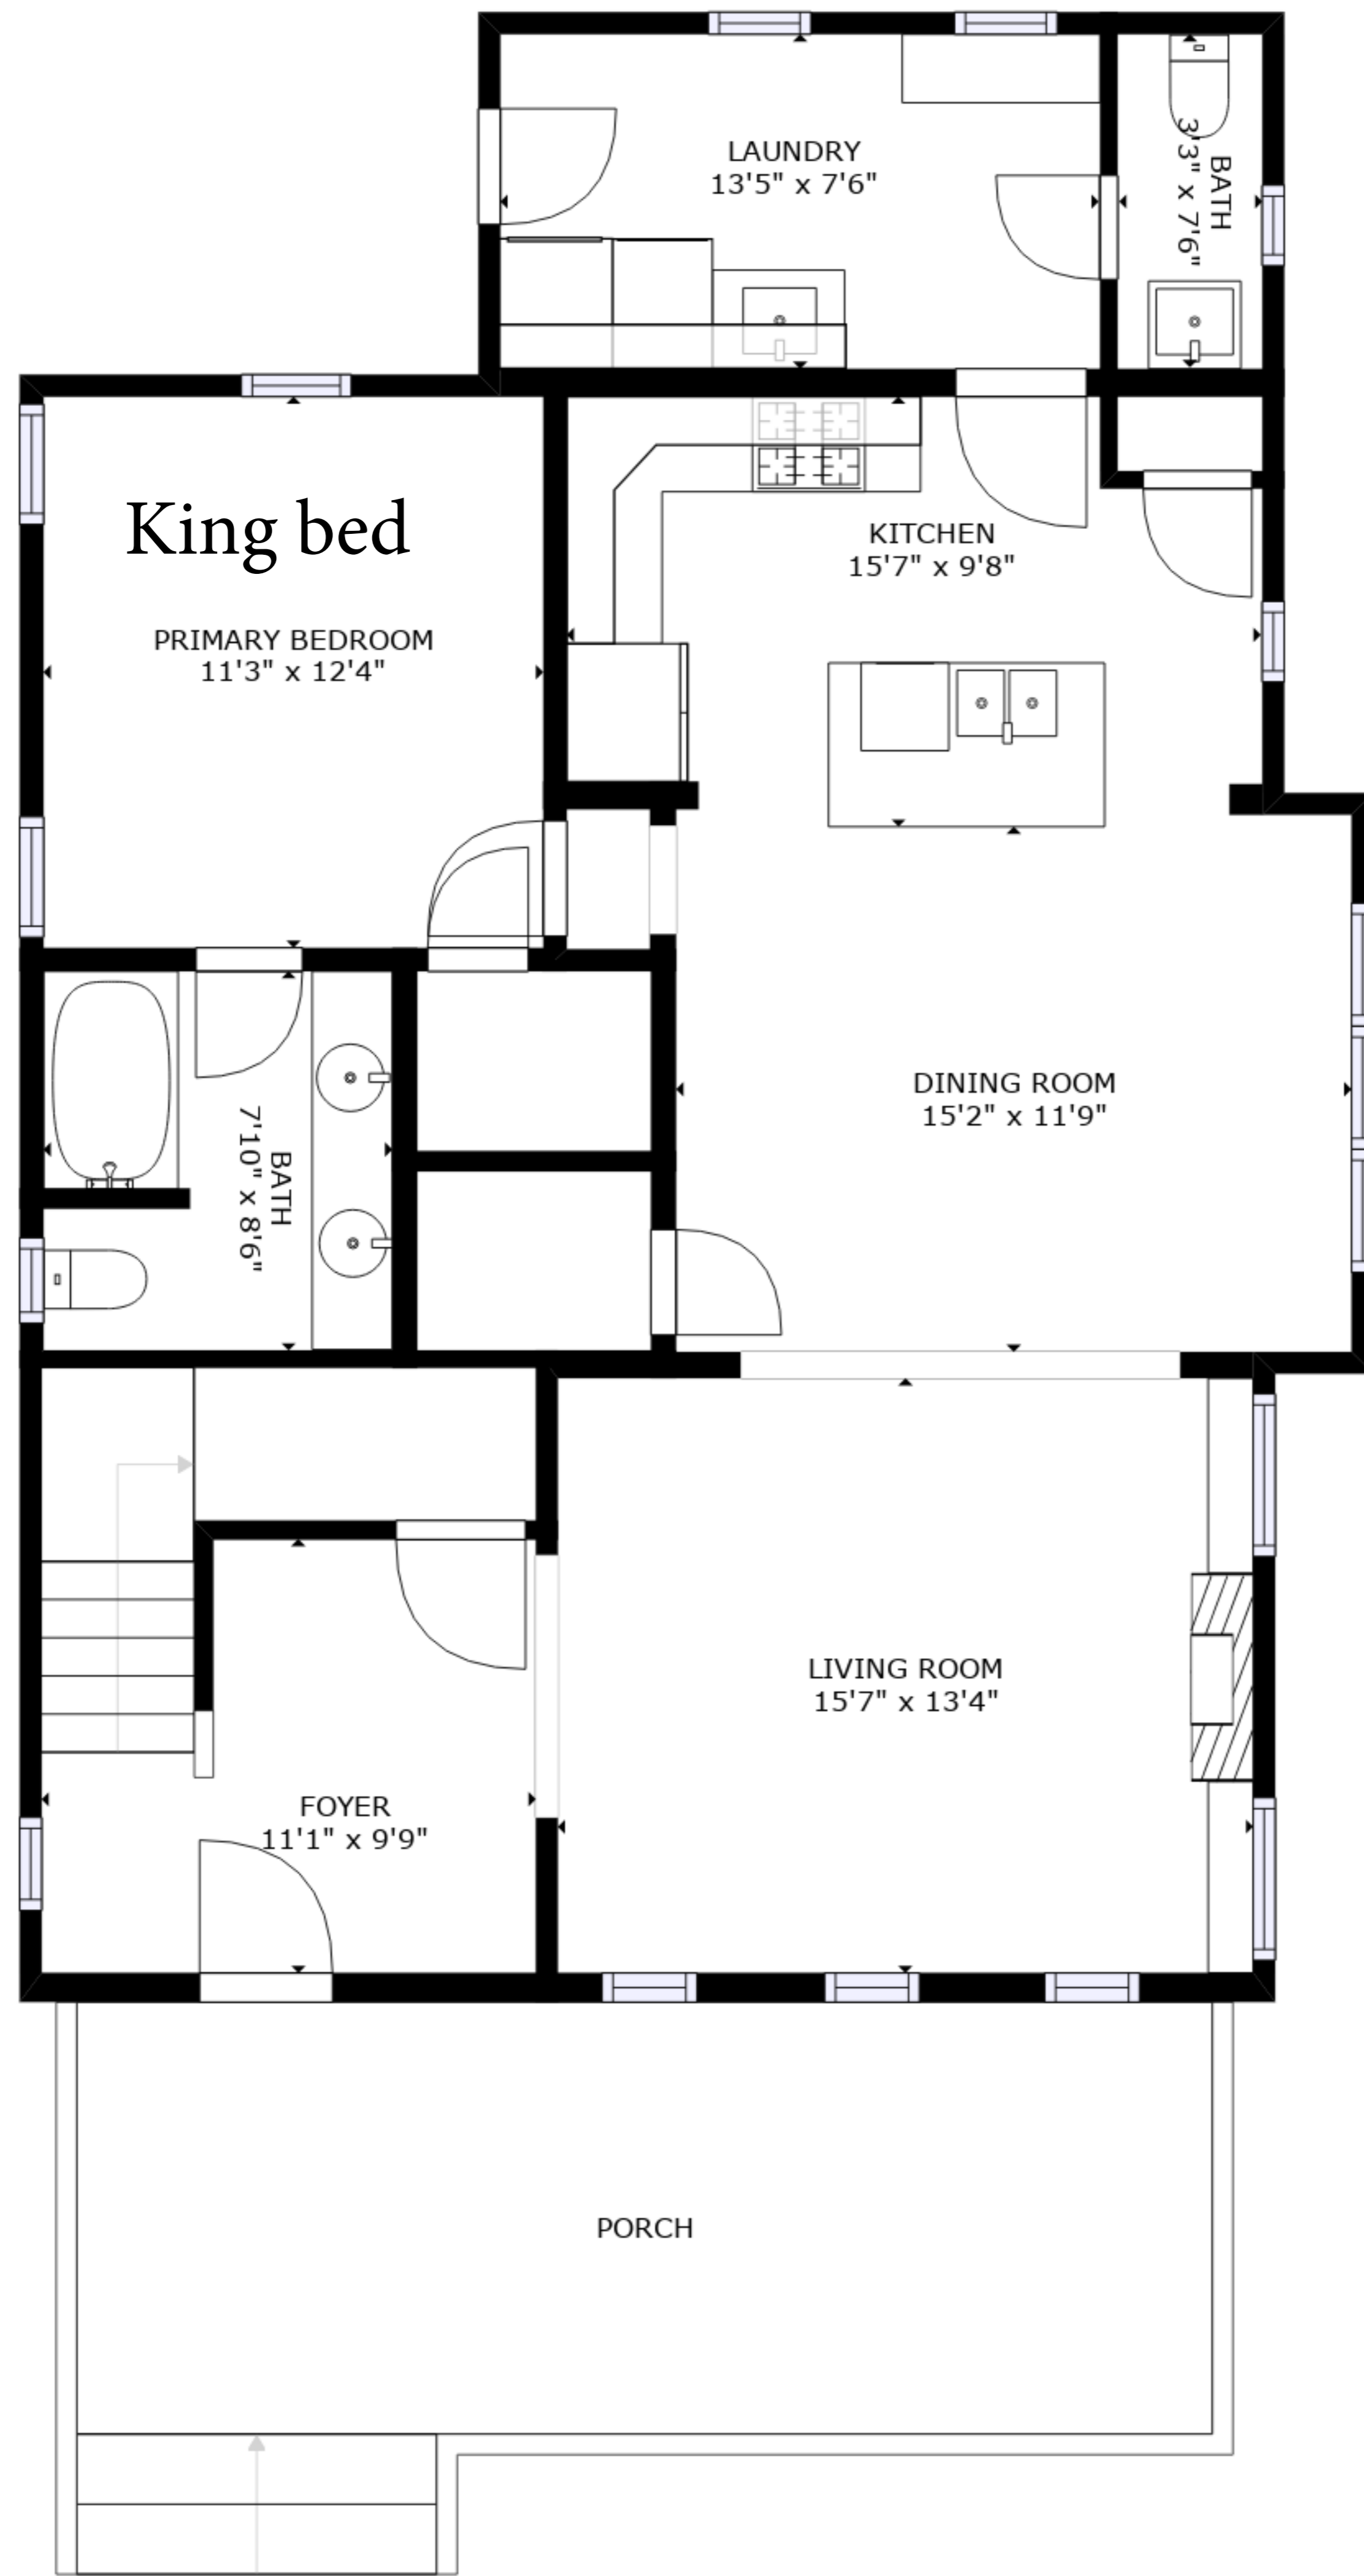 LAUNDRY
13'5" x 7'6"
BATH
3'3" x 7'6"
King bed
KITCHEN
15'7" x 9'8"
PRIMARY BEDROOM
11'3" x 12'4"
DINING ROOM
15'2" x 11'9"
BATH
7'10" x 8'6"
LIVING ROOM
15'7" x 13'4"
FOYER
11'1" x 9'9"
PORCH